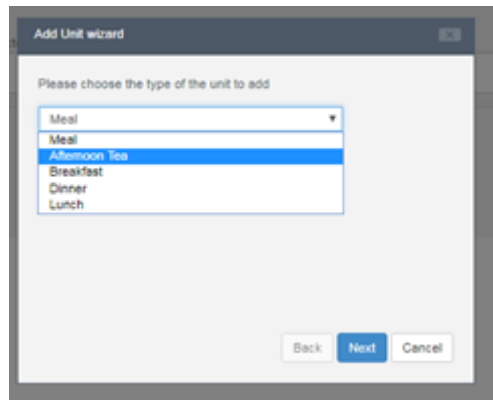 Add Unit wizard
Please choose the type of the unit to add
Meal
Meal
Afternoon Tea
Breakfast
Dinner
Lunch
Back Next Cancel